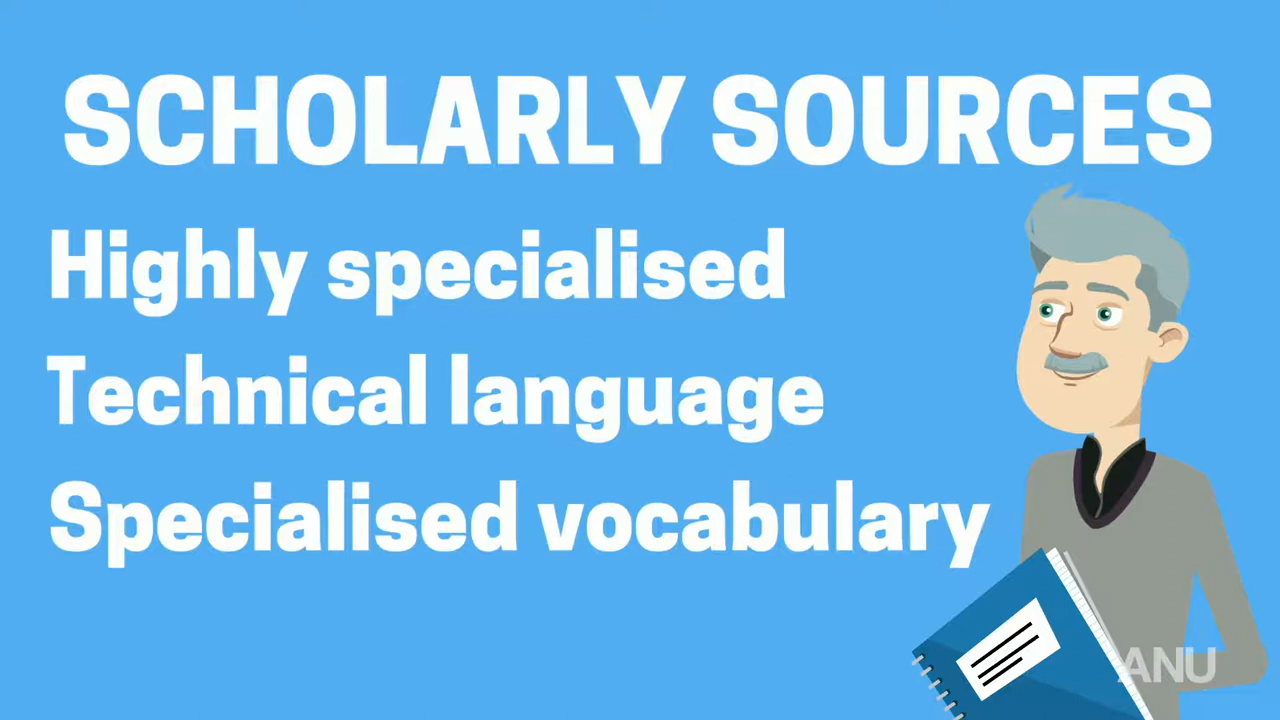 SCHOLARLY SOURCES
Highly specialised
Technical language
Specialised vocabulary
ANU